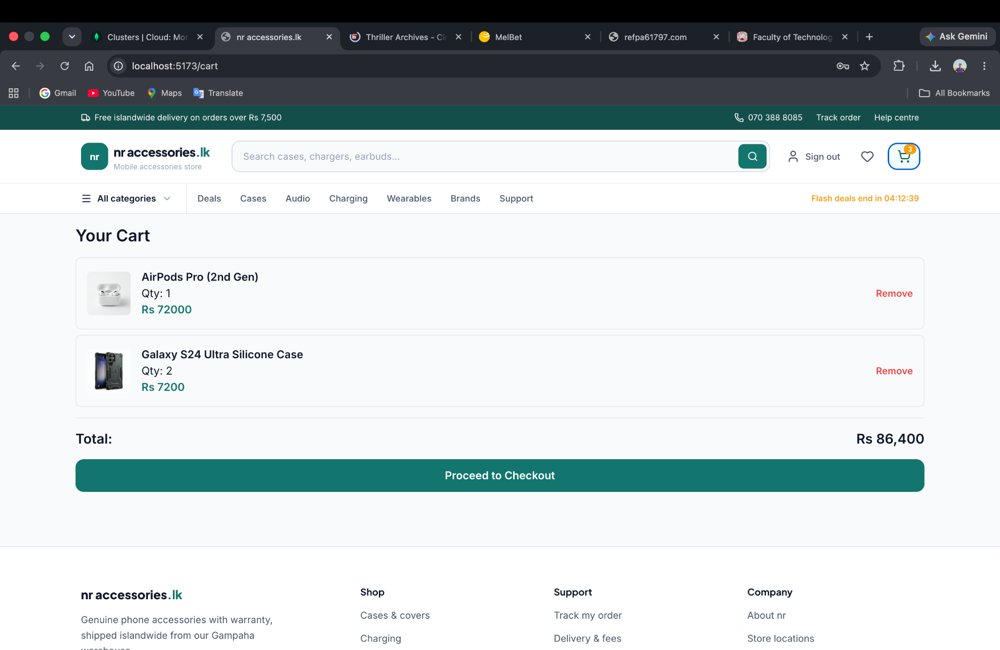 Clusters | Cloud: Mon
nr accessories.lk
Thriller Archives - Ci
MelBet
refpa61797.com
Faculty of Technolog
Ask Gemini
localhost:5173/cart
Gmail
YouTube
Maps
Translate
All Bookmarks
Free islandwide delivery on orders over Rs 7,500
070 388 8085
Track order
Help centre
nr
nr accessories.lk
Mobile accessories store
Search cases, chargers, earbuds...
Sign out
3
All categories
Deals
Cases
Audio
Charging
Wearables
Brands
Support
Flash deals end in 04:12:39
Your Cart
AirPods Pro (2nd Gen)
Qty: 1
Rs 72000
Remove
Galaxy S24 Ultra Silicone Case
Qty: 2
Rs 7200
Remove
Total:
Rs 86,400
Proceed to Checkout
nr accessories.lk
Genuine phone accessories with warranty,
shipped islandwide from our Gampaha
warehouse
Shop
Cases & covers
Charging
Support
Track my order
Delivery & fees
Company
About nr
Store locations